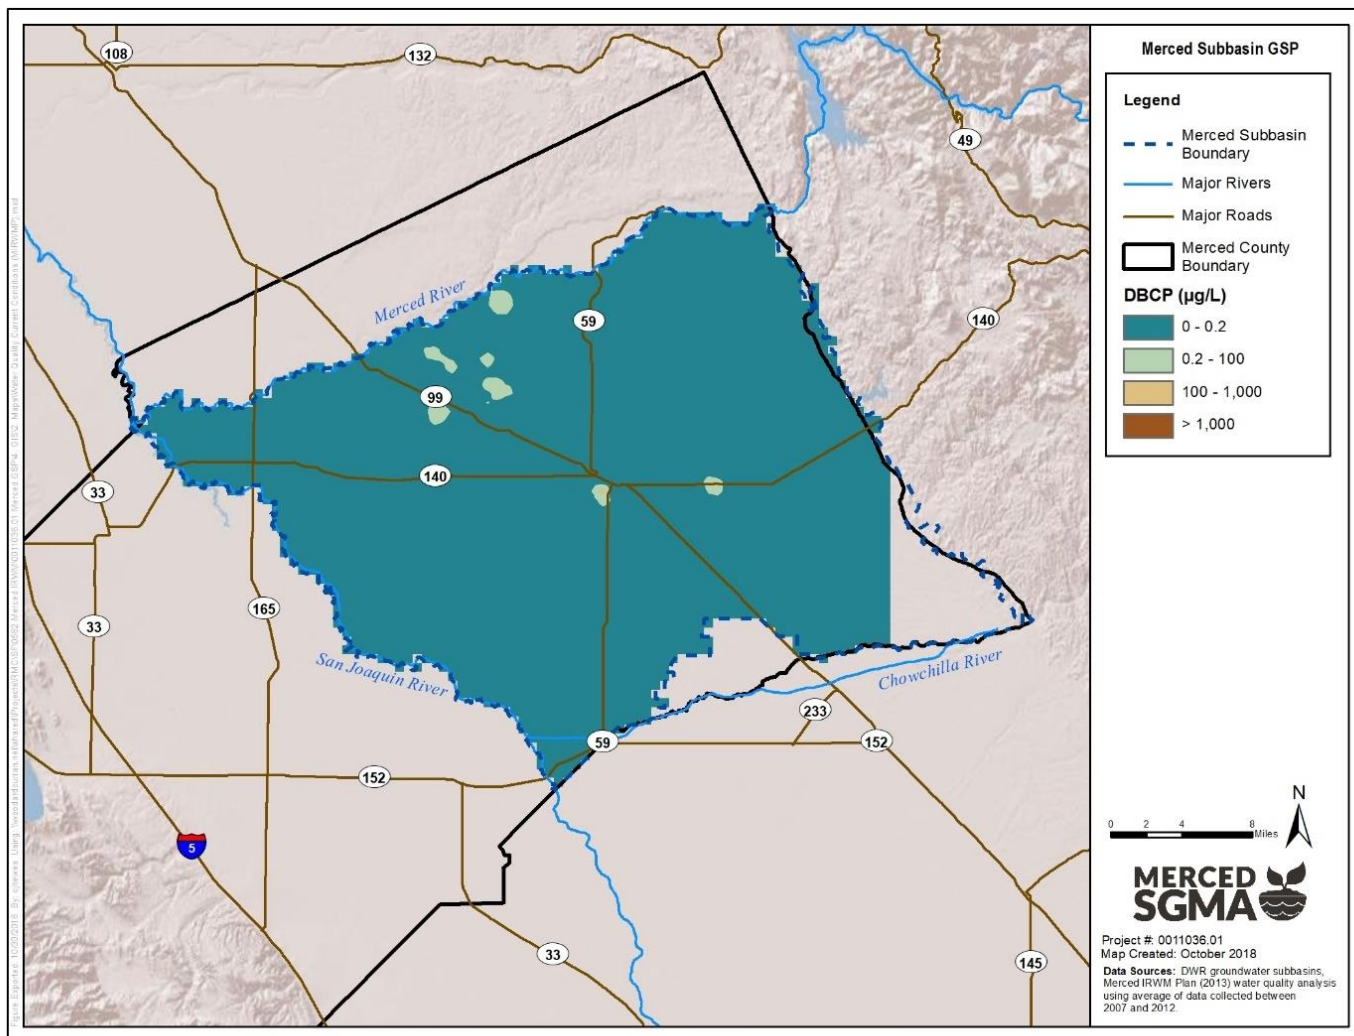 Merced Subbasin GSP
Legend
Merced Subbasin
Boundary
Major Rivers
Major Roads
Merced County
Boundary
DBCP (µg/L)
0 - 0.2
0.2 - 100
100 - 1,000
> 1,000
108
132
49
Merced River
59
140
99
140
33
165
33
San Joaquin River
Chowchilla River
233
59
152
152
5
33
145
N
0 2 4 8
Miles
MERCED
SGMA
Project #: 0011036.01
Map Created: October 2018
Data Sources: DWR groundwater subbasins,
Merced IRWM Plan (2013) water quality analysis
using average of data collected between
2007 and 2012.